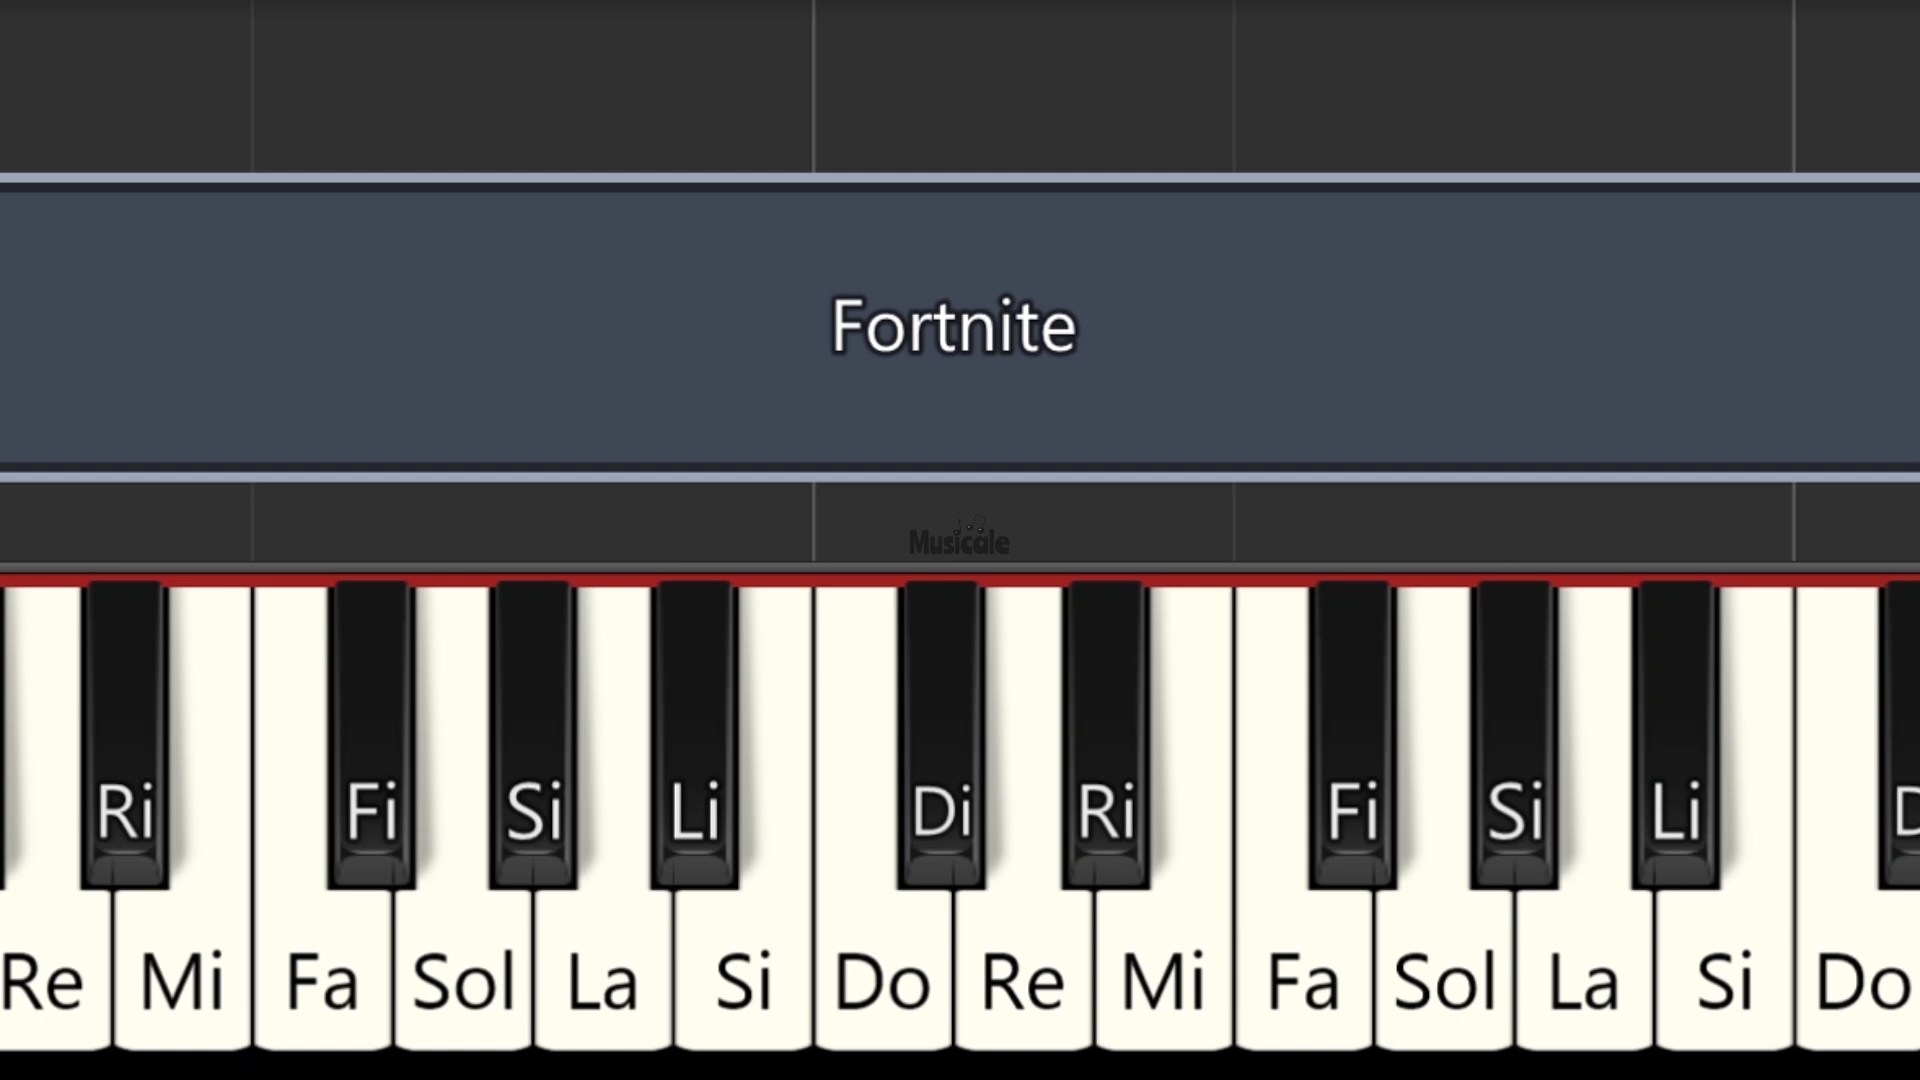 Fortnite
Musicale
Ri Fi Si Li Di Ri Fi Si Li D
Re Mi Fa Sol La Si Do Re Mi Fa Sol La Si Do